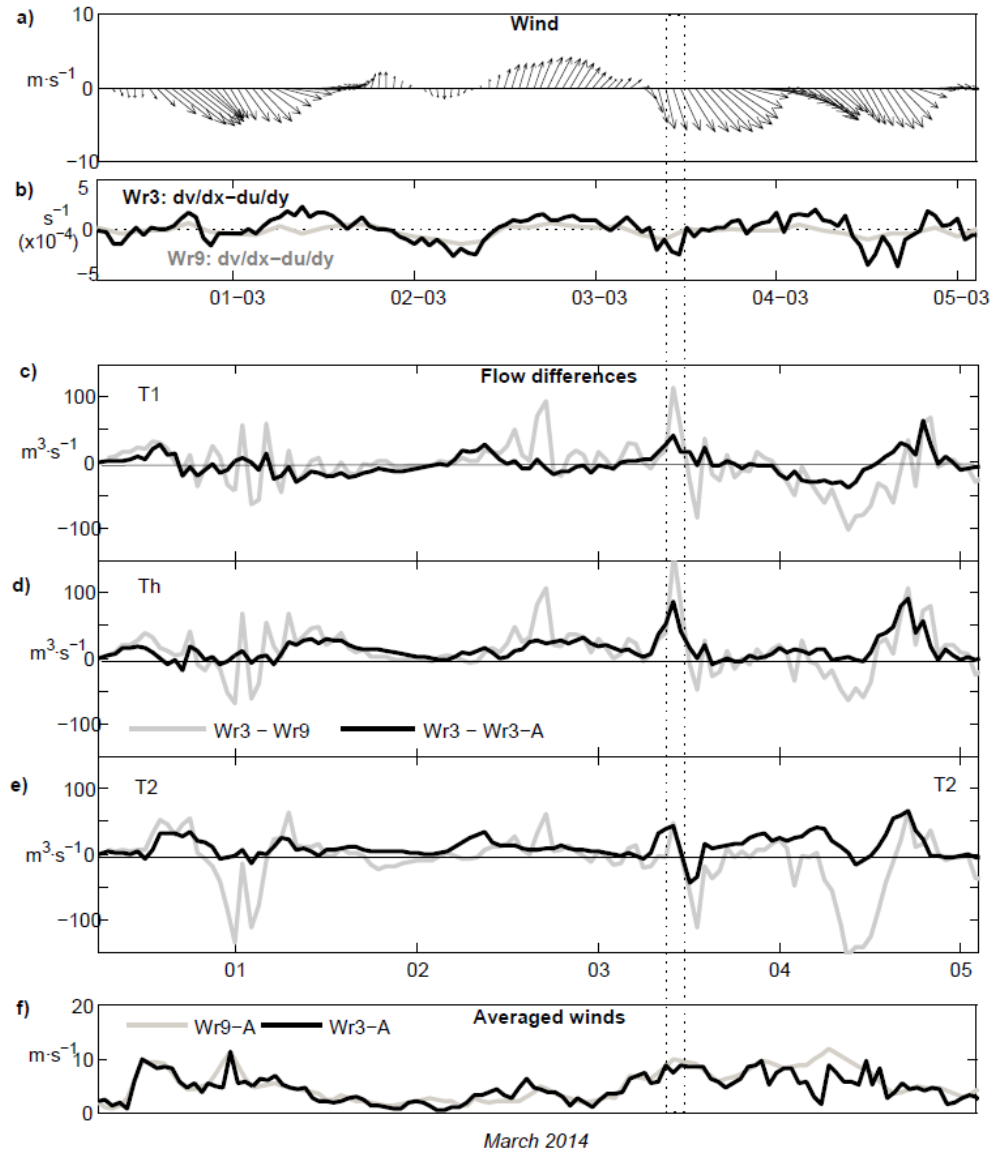 a)
Wind
10
m·s−1
0
−10
b)
Wr3: dv/dx−du/dy
5
s−1
0
(x10−4)
Wr9: dv/dx−du/dy
−5
01−03 02−03 03−03 04−03 05−03
c)
Flow differences
T1
100
m3·s−1
0
−100
d)
Th
100
m3·s−1
0
Wr3 − Wr9 Wr3 − Wr3−A
−100
e)
T2 T2
100
m3·s−1
0
−100
01 02 03 04 05
f)
20
Wr9−A Wr3−A Averaged winds
m·s−1
10
0
March 2014